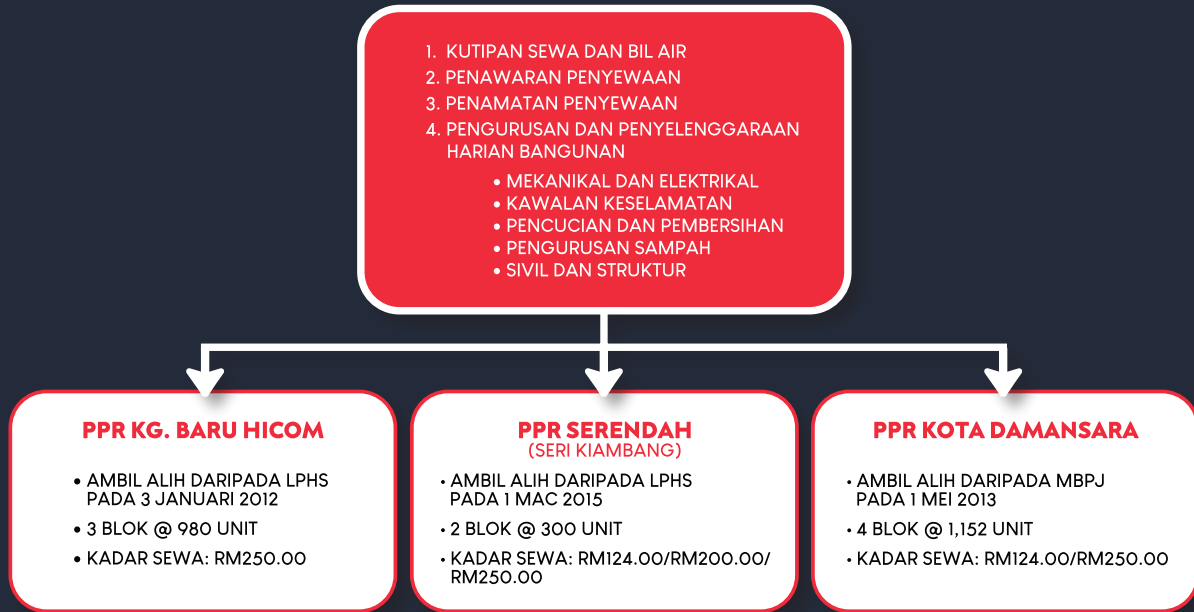 1. KUTIPAN SEWA DAN BIL AIR
2. PENAWARAN PENYEWAAN
3. PENAMATAN PENYEWAAN
4. PENGURUSAN DAN PENYELENGGARAAN
HARIAN BANGUNAN
• MEKANIKAL DAN ELEKTRIKAL
• KAWALAN KESELAMATAN
• PENCUCIAN DAN PEMBERSIHAN
• PENGURUSAN SAMPAH
• SIVIL DAN STRUKTUR
PPR KG. BARU HICOM
• AMBIL ALIH DARIPADA LPHS
PADA 3 JANUARI 2012
• 3 BLOK @ 980 UNIT
• KADAR SEWA: RM250.00
PPR SERENDAH
(SERI KIAMBANG)
• AMBIL ALIH DARIPADA LPHS
PADA 1 MAC 2015
• 2 BLOK @ 300 UNIT
• KADAR SEWA: RM124.00/RM200.00/
RM250.00
PPR KOTA DAMANSARA
• AMBIL ALIH DARIPADA MBPJ
PADA 1 MEI 2013
• 4 BLOK @ 1,152 UNIT
• KADAR SEWA: RM124.00/RM250.00